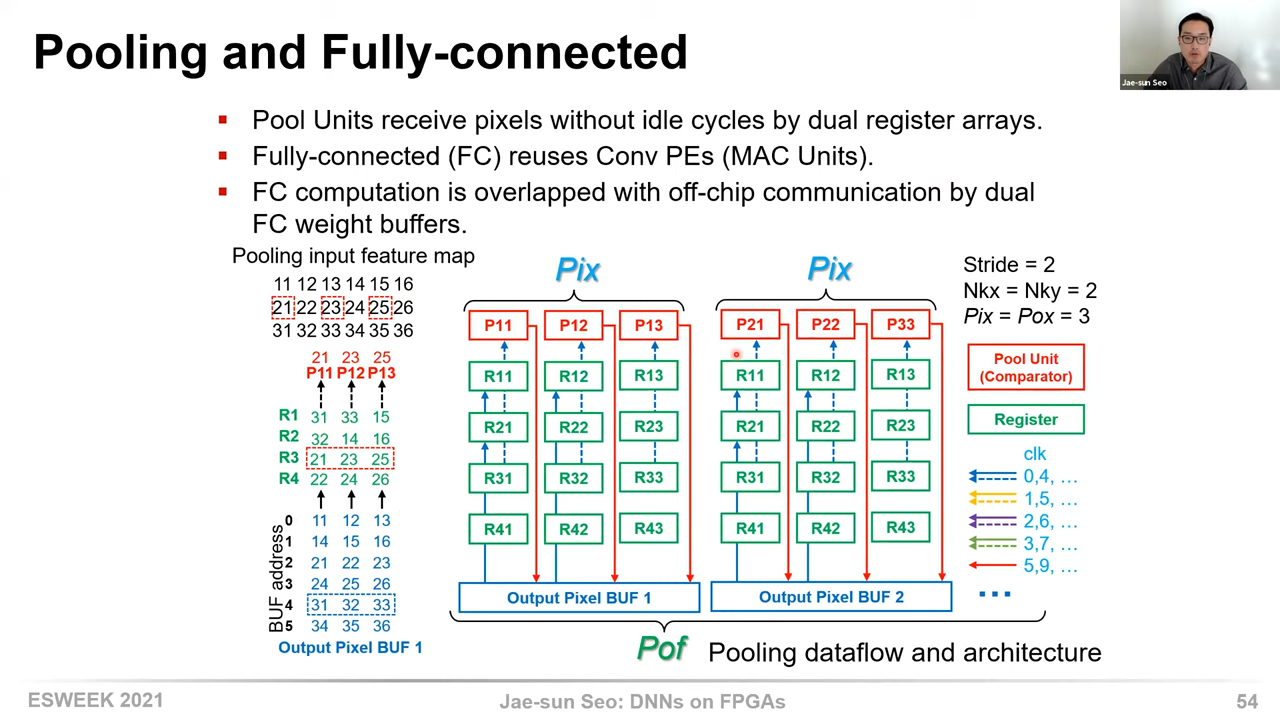 Pooling and Fully-connected
Jae-sun Seo
▪ Pool Units receive pixels without idle cycles by dual register arrays.
▪ Fully-connected (FC) reuses Conv PEs (MAC Units).
▪ FC computation is overlapped with off-chip communication by dual
FC weight buffers.
Pooling input feature map
11 12 13 14 15 16
21 22 23 24 25 26
31 32 33 34 35 36
21 23 25
P11 P12 P13
R1 31 33 15
R2 32 14 16
R3 21 23 25
R4 22 24 26
BUF address
0 11 12 13
1 14 15 16
2 21 22 23
3 24 25 26
4 31 32 33
5 34 35 36
Output Pixel BUF 1
Pix
P11 P12 P13
R11 R12 R13
R21 R22 R23
R31 R32 R33
R41 R42 R43
Output Pixel BUF 1
Pix
P21 P22 P33
R11 R12 R13
R21 R22 R23
R31 R32 R33
R41 R42 R43
Output Pixel BUF 2
...
Pof
Pooling dataflow and architecture
Stride = 2
Nkx = Nky = 2
Pix = Pox = 3
Pool Unit
(Comparator)
Register
clk
0,4, ...
1,5, ...
2,6, ...
3,7, ...
5,9, ...
ESWEEK 2021
Jae-sun Seo: DNNs on FPGAs
54